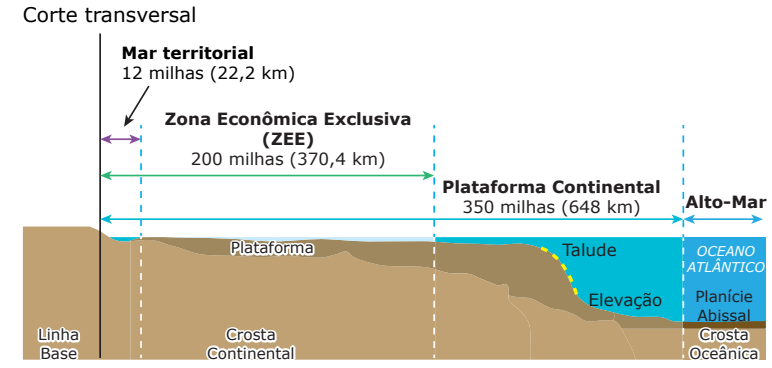 Corte transversal
Mar territorial
12 milhas (22,2 km)
Zona Econômica Exclusiva
(ZEE)
200 milhas (370,4 km)
Plataforma Continental
350 milhas (648 km)
Alto-Mar
Plataforma
Talude
OCEANO
ATLÂNTICO
Elevação
Planície
Abissal
Linha
Base
Crosta
Continental
Crosta
Oceânica